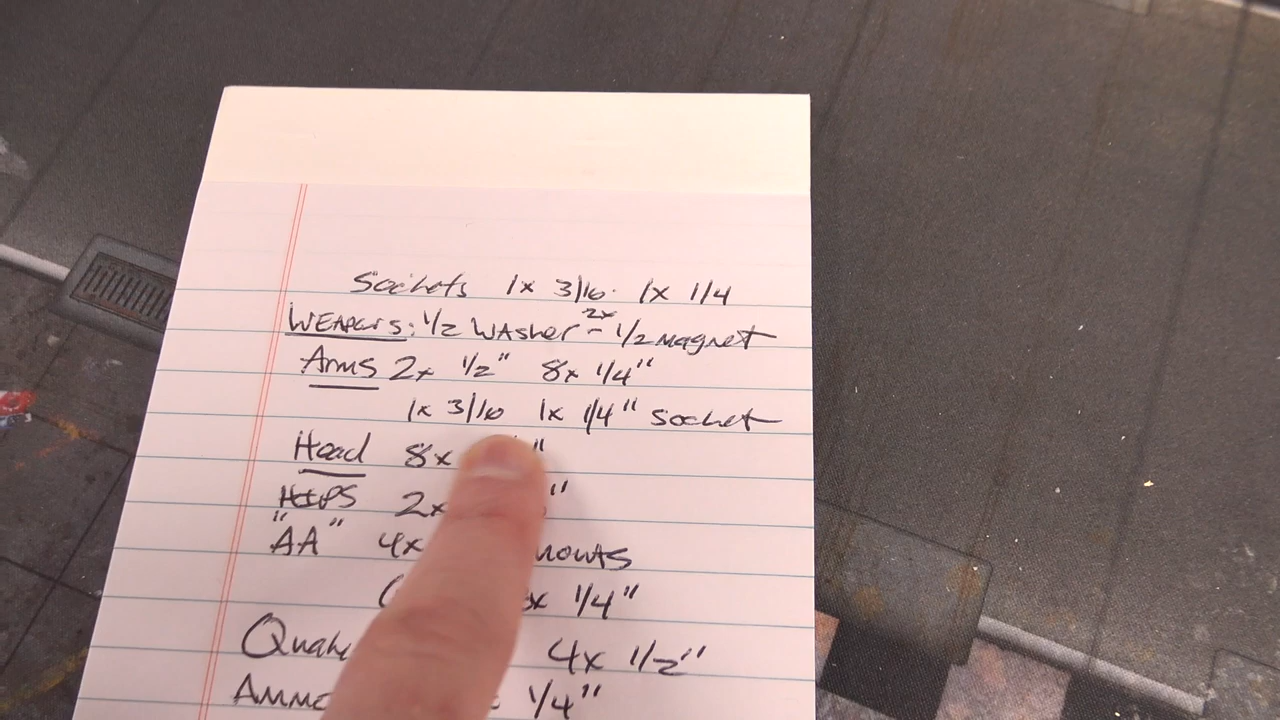 Sockets 1x 3/16 1x 1/4
WEAPONS: 1/2 WASHER - 2x 1/2 magnet
Arms 2x 1/2" 8x 1/4"
1x 3/16 1x 1/4" Socket
Head 8x "
HIPS 2x "
"AA" 4x
x 1/4"
4x 1/2"
1/4"